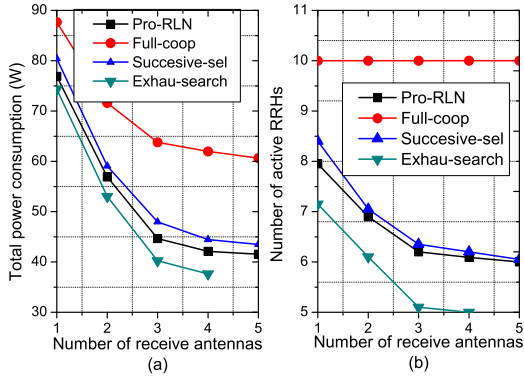 90
80
70
60
50
40
30
Total power consumption (W)
Pro-RLN
Full-coop
Succesive-sel
Exhau-search
1 2 3 4 5
Number of receive antennas
(a)
11
10
9
8
7
6
5
Number of active RRHs
Pro-RLN
Full-coop
Succesive-sel
Exhau-search
1 2 3 4 5
Number of receive antennas
(b)